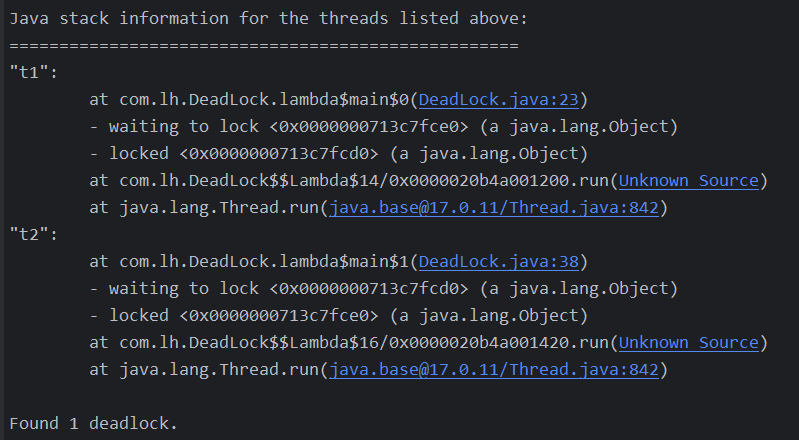 Java stack information for the threads listed above:
===================================================
"t1":
        at com.lh.DeadLock.lambda$main$0(DeadLock.java:23)
        - waiting to lock <0x0000000713c7fce0> (a java.lang.Object)
        - locked <0x0000000713c7fcd0> (a java.lang.Object)
        at com.lh.DeadLock$$Lambda$14/0x0000020b4a001200.run(Unknown Source)
        at java.lang.Thread.run(java.base@17.0.11/Thread.java:842)
"t2":
        at com.lh.DeadLock.lambda$main$1(DeadLock.java:38)
        - waiting to lock <0x0000000713c7fcd0> (a java.lang.Object)
        - locked <0x0000000713c7fce0> (a java.lang.Object)
        at com.lh.DeadLock$$Lambda$16/0x0000020b4a001420.run(Unknown Source)
        at java.lang.Thread.run(java.base@17.0.11/Thread.java:842)

Found 1 deadlock.